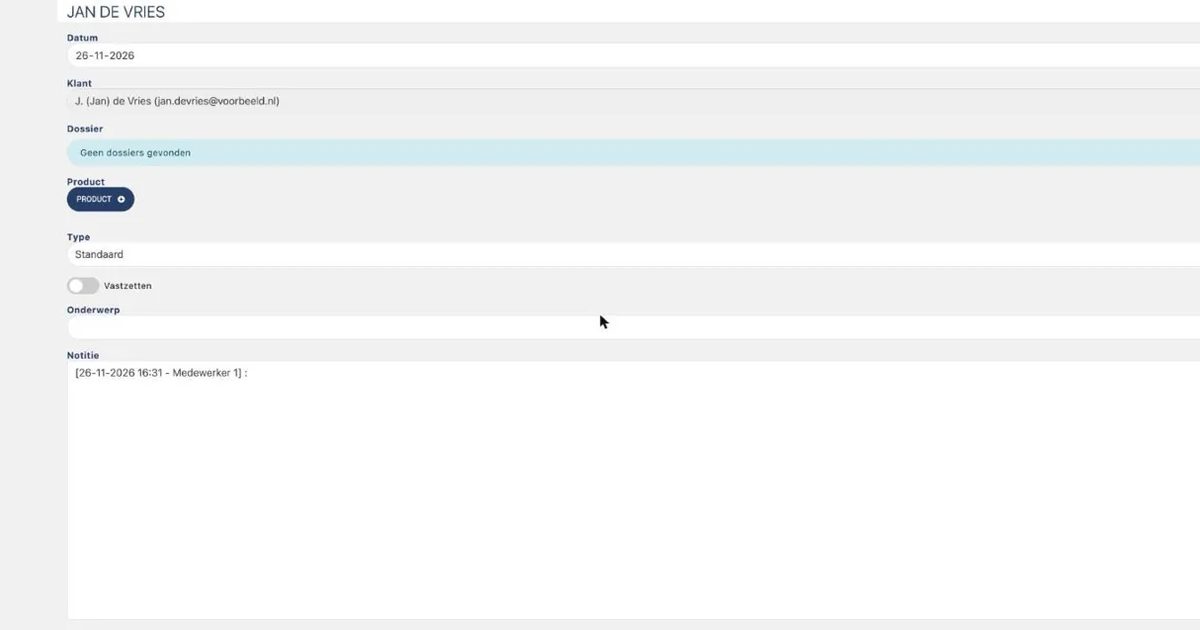 JAN DE VRIES
Datum
26-11-2026
Klant
J. (Jan) de Vries (jan.devries@voorbeeld.nl)
Dossier
Geen dossiers gevonden
Product
PRODUCT
Type
Standaard
Vastzetten
Onderwerp
Notitie
[26-11-2026 16:31 - Medewerker 1] :